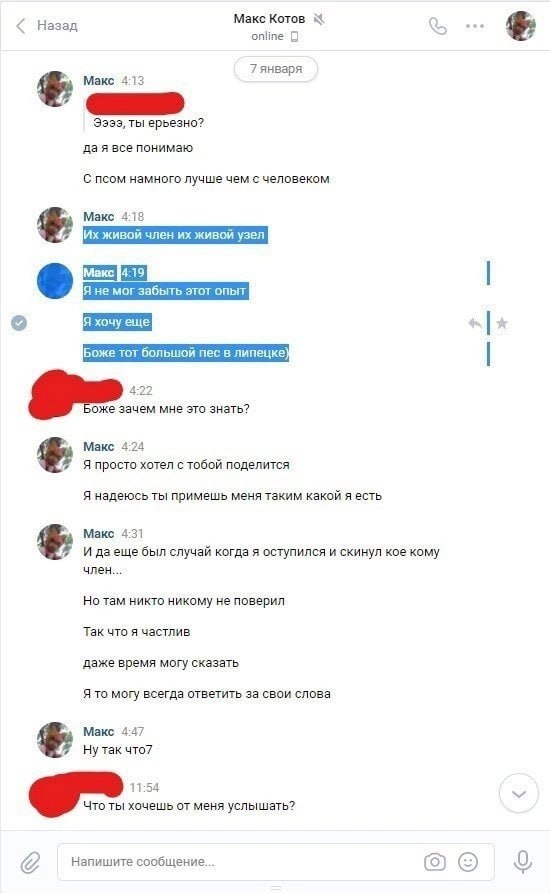 Назад
Макс Котов
online
7 января
Макс 4:13
Ээээ, ты ерьезно?
да я все понимаю
С псом намного лучше чем с человеком
Макс 4:18
Их живой член их живой узел
Макс 4:19
Я не мог забыть этот опыт
Я хочу еще
Боже тот большой пес в липецке)
4:22
Боже зачем мне это знать?
Макс 4:24
Я просто хотел с тобой поделится
Я надеюсь ты примешь меня таким какой я есть
Макс 4:31
И да еще был случай когда я оступился и скинул кое кому
член...
Но там никто никому не поверил
Так что я частлив
даже время могу сказать
Я то могу всегда ответить за свои слова
Макс 4:47
Ну так что?
11:54
Что ты хочешь от меня услышать?
Напишите сообщение...